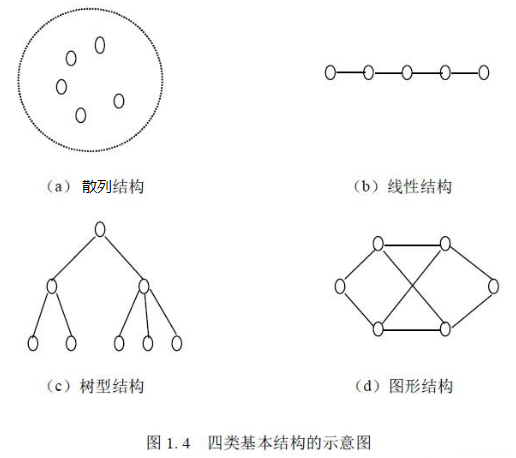 （a）散列结构
（b）线性结构
（c）树型结构
（d）图形结构
图 1.4 四类基本结构的示意图